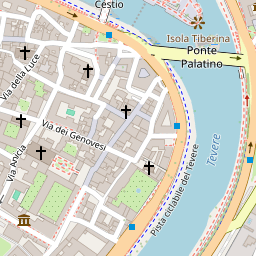 Cestio
Isola Tiberina
Ponte
Palatino
Via della Luce
Via dei Genovesi
Via Anicia
Tevere
Pista ciclabile del Tevere